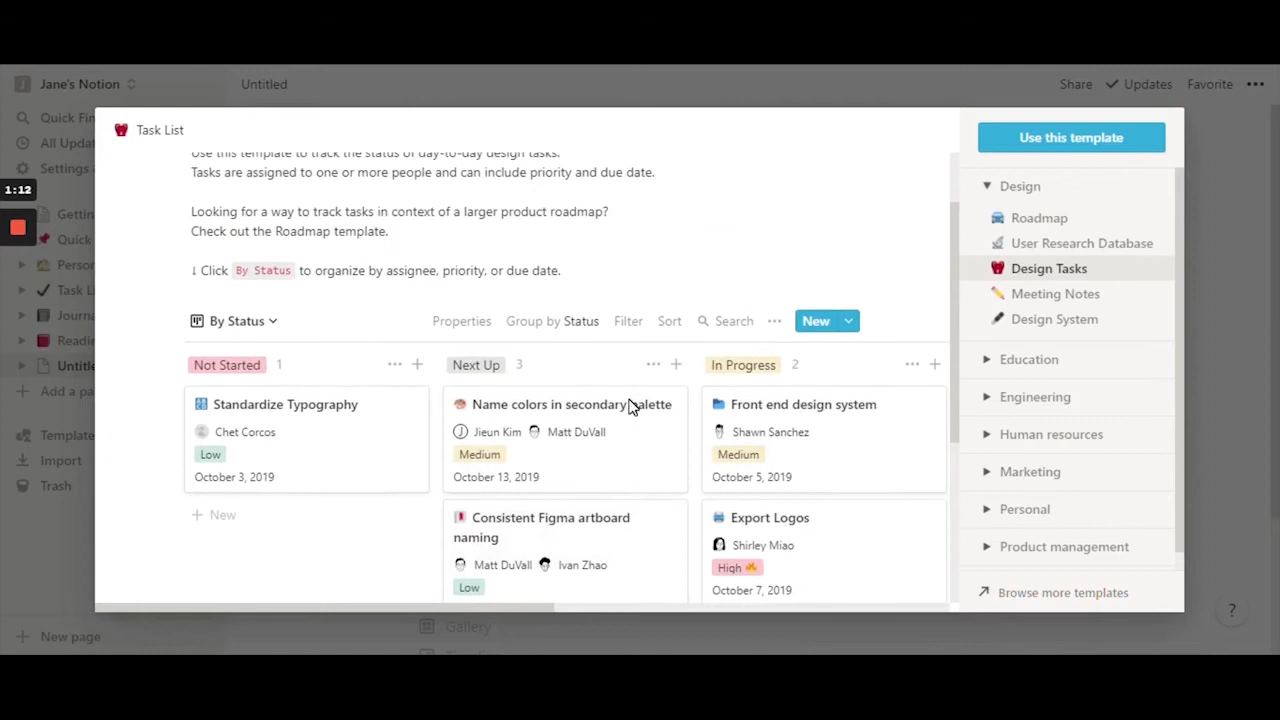 Jane's Notion
Untitled
Share
Updates
Favorite
Quick Fin
All Upda
Settings
1:12
Getting
Quick
Person
Task Li
Journa
Readin
Untitle
Add a pa
Template
Import
Trash
New page
Task List
Use this template to track the status of day-to-day design tasks.
Tasks are assigned to one or more people and can include priority and due date.
Looking for a way to track tasks in context of a larger product roadmap?
Check out the Roadmap template.
↓ Click By Status to organize by assignee, priority, or due date.
By Status
Properties
Group by Status
Filter
Sort
Search
New
Not Started 1
Standardize Typography
Chet Corcos
Low
October 3, 2019
+ New
Next Up 3
Name colors in secondary palette
Jieun Kim Matt DuVall
Medium
October 13, 2019
Consistent Figma artboard
naming
Matt DuVall Ivan Zhao
Low
In Progress 2
Front end design system
Shawn Sanchez
Medium
October 5, 2019
Export Logos
Shirley Miao
High
October 7, 2019
Use this template
Design
Roadmap
User Research Database
Design Tasks
Meeting Notes
Design System
Education
Engineering
Human resources
Marketing
Personal
Product management
Browse more templates
Gallery
?